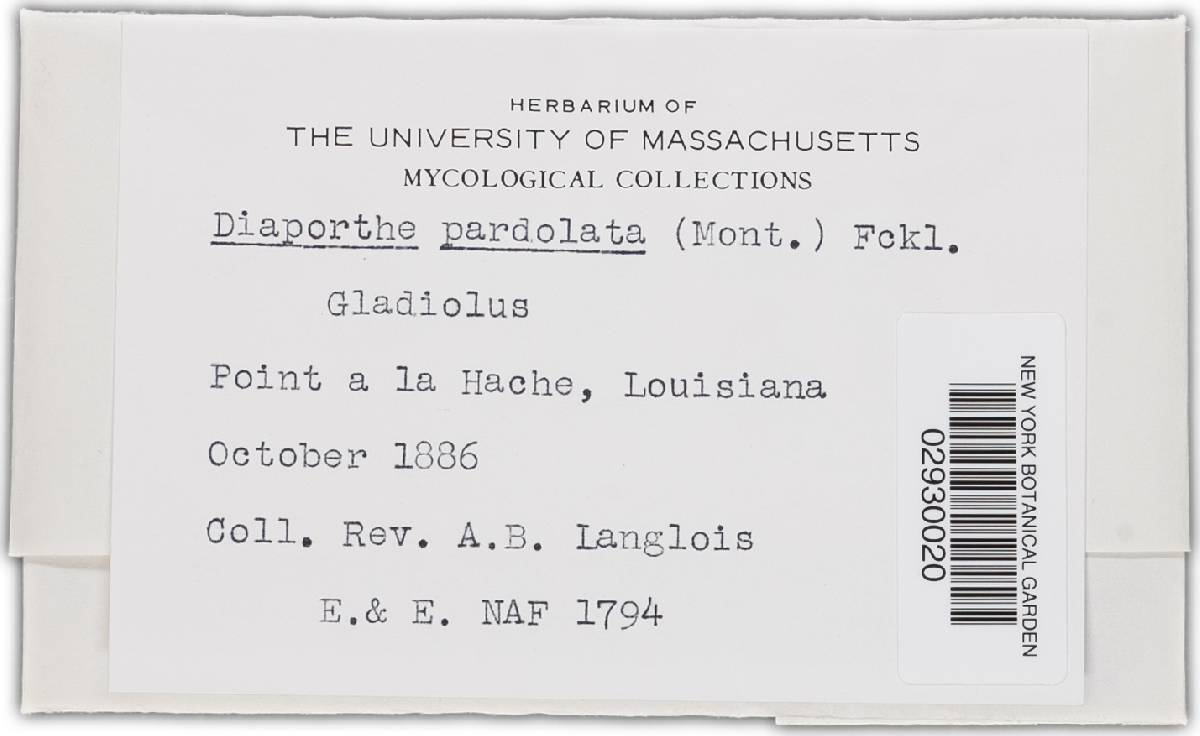 HERBARIUM OF
THE UNIVERSITY OF MASSACHUSETTS
MYCOLOGICAL COLLECTIONS
Diaporthe pardolata (Mont.) Fckl.
Gladiolus
Point a la Hache, Louisiana
October 1886
Coll. Rev. A.B. Langlois
E.& E. NAF 1794
NEW YORK BOTANICAL GARDEN
02930020